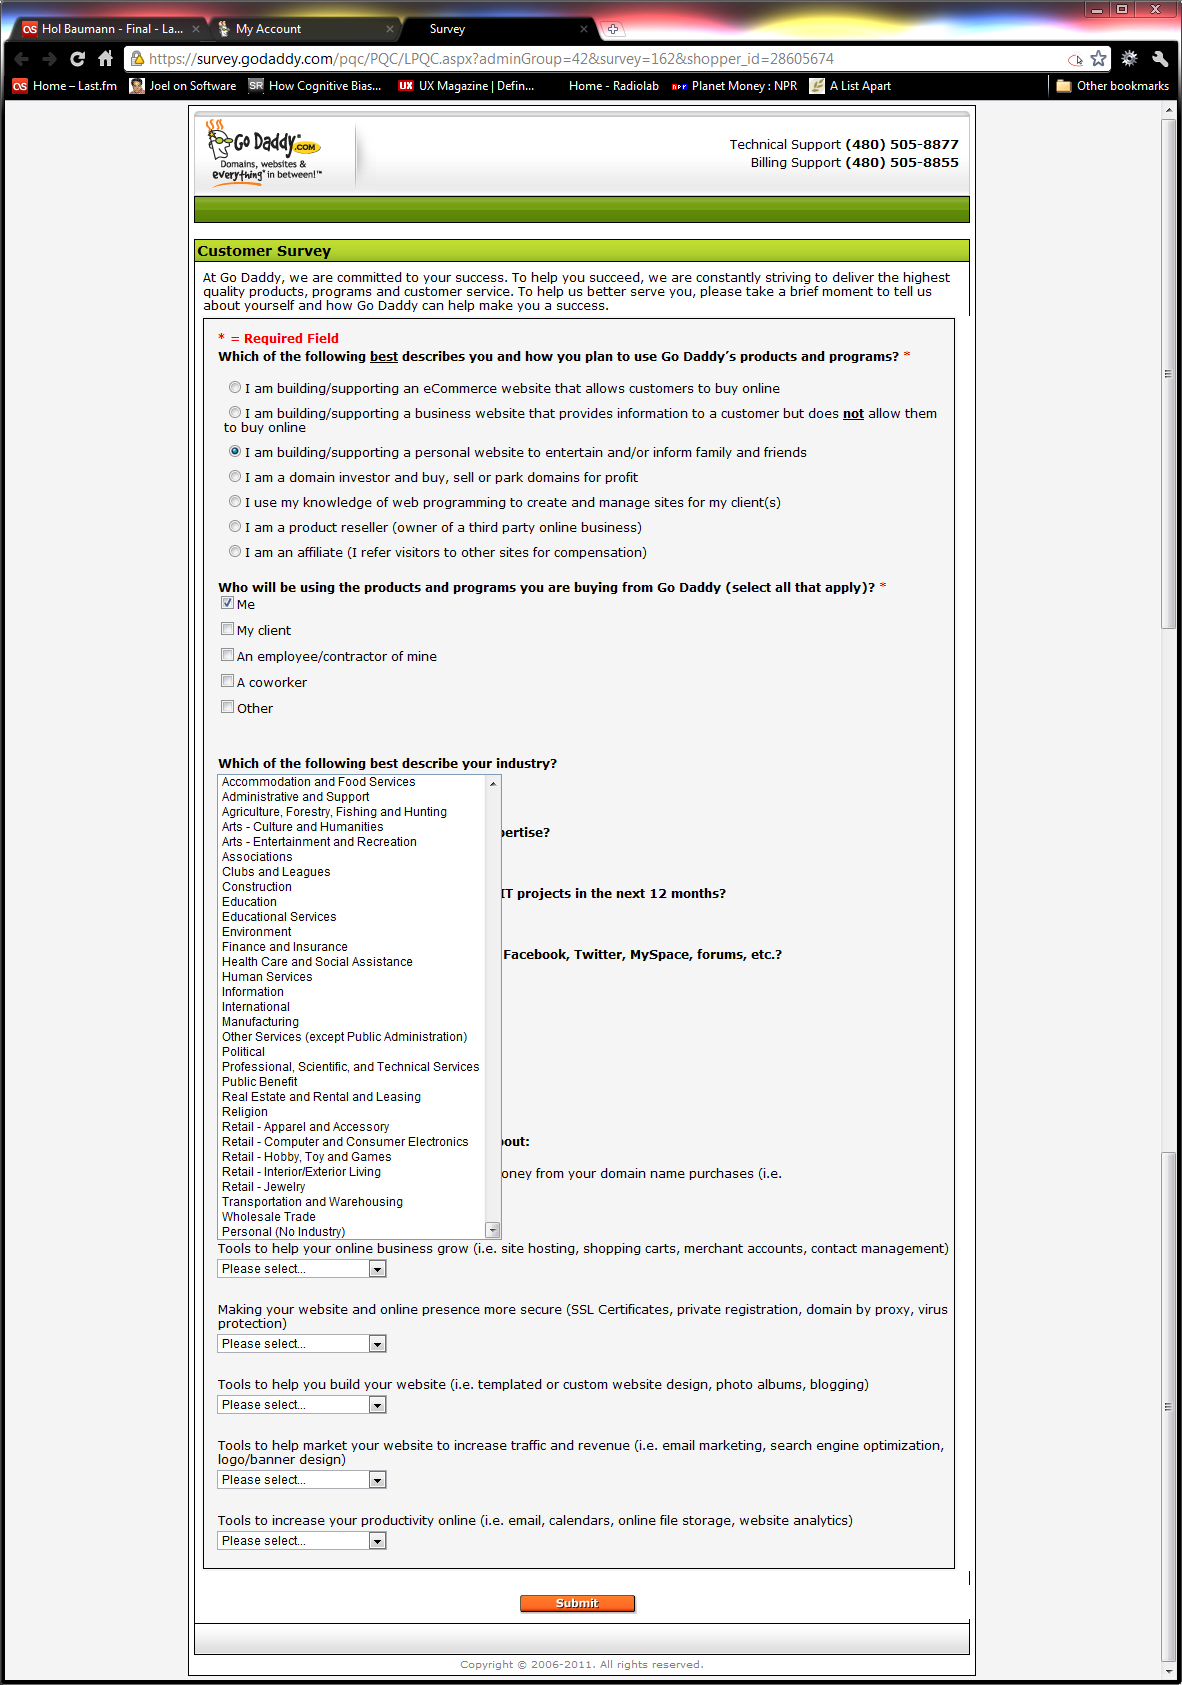 Hol Baumann - Final - La...
My Account
Survey
https://survey.godaddy.com/pqc/PQC/LPQC.aspx?adminGroup=42&survey=162&shopper_id=28605674
Home – Last.fm
Joel on Software
SR How Cognitive Bias...
UX UX Magazine | Defin...
Home - Radiolab
npr Planet Money : NPR
A List Apart
Other bookmarks
Go Daddy.COM
Domains, websites &
everything* in between!™
Technical Support (480) 505-8877
Billing Support (480) 505-8855
Customer Survey
At Go Daddy, we are committed to your success. To help you succeed, we are constantly striving to deliver the highest
quality products, programs and customer service. To help us better serve you, please take a brief moment to tell us
about yourself and how Go Daddy can help make you a success.
* = Required Field
Which of the following best describes you and how you plan to use Go Daddy's products and programs? *
I am building/supporting an eCommerce website that allows customers to buy online
I am building/supporting a business website that provides information to a customer but does not allow them
to buy online
I am building/supporting a personal website to entertain and/or inform family and friends
I am a domain investor and buy, sell or park domains for profit
I use my knowledge of web programming to create and manage sites for my client(s)
I am a product reseller (owner of a third party online business)
I am an affiliate (I refer visitors to other sites for compensation)
Who will be using the products and programs you are buying from Go Daddy (select all that apply)? *
Me
My client
An employee/contractor of mine
A coworker
Other
Which of the following best describe your industry?
Accommodation and Food Services
Administrative and Support
Agriculture, Forestry, Fishing and Hunting
Arts - Culture and Humanities
Arts - Entertainment and Recreation
Associations
Clubs and Leagues
Construction
Education
Educational Services
Environment
Finance and Insurance
Health Care and Social Assistance
Human Services
Information
International
Manufacturing
Other Services (except Public Administration)
Political
Professional, Scientific, and Technical Services
Public Benefit
Real Estate and Rental and Leasing
Religion
Retail - Apparel and Accessory
Retail - Computer and Consumer Electronics
Retail - Hobby, Toy and Games
Retail - Interior/Exterior Living
Retail - Jewelry
Transportation and Warehousing
Wholesale Trade
Personal (No Industry)
pertise?
IT projects in the next 12 months?
Facebook, Twitter, MySpace, forums, etc.?
out:
oney from your domain name purchases (i.e.
Tools to help your online business grow (i.e. site hosting, shopping carts, merchant accounts, contact management)
Please select...
Making your website and online presence more secure (SSL Certificates, private registration, domain by proxy, virus
protection)
Please select...
Tools to help you build your website (i.e. templated or custom website design, photo albums, blogging)
Please select...
Tools to help market your website to increase traffic and revenue (i.e. email marketing, search engine optimization,
logo/banner design)
Please select...
Tools to increase your productivity online (i.e. email, calendars, online file storage, website analytics)
Please select...
Submit
Copyright © 2006-2011. All rights reserved.